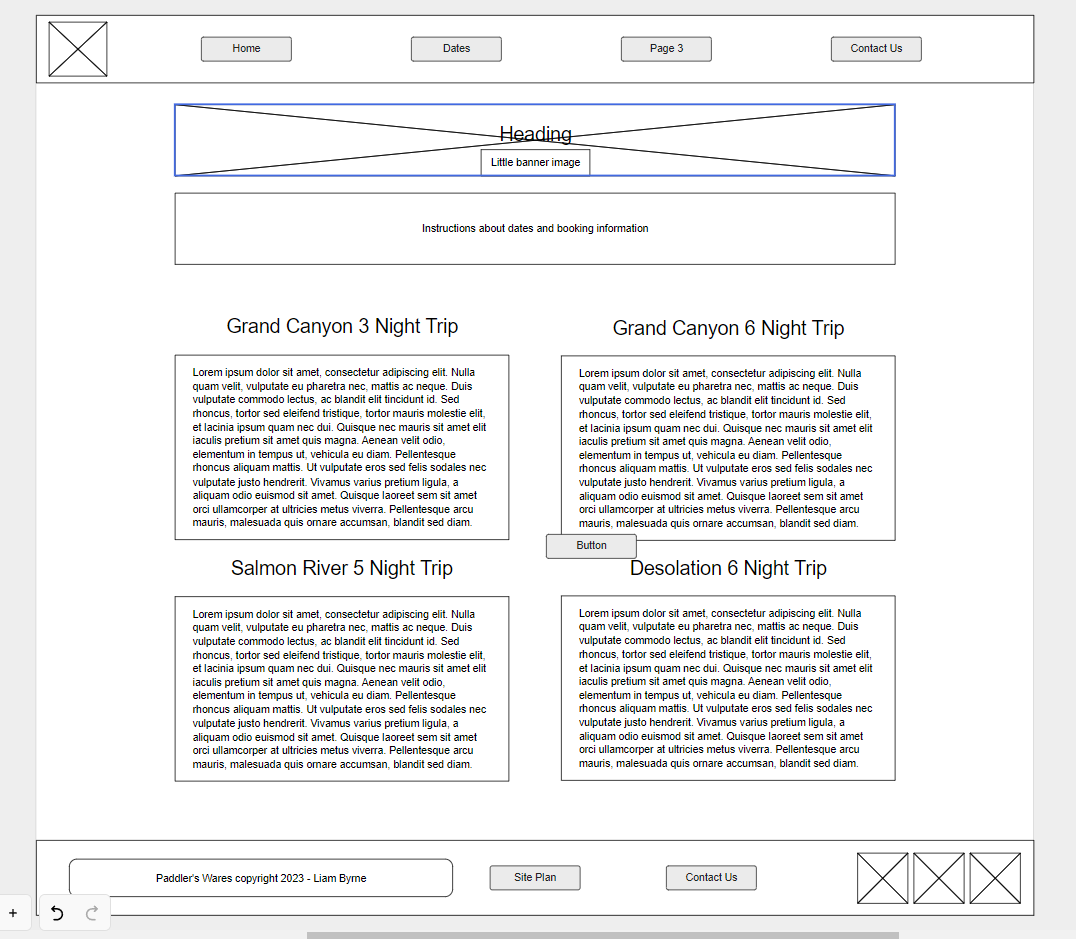 Home
Dates
Page 3
Contact Us
Heading
Little banner image
Instructions about dates and booking information
Grand Canyon 3 Night Trip
Lorem ipsum dolor sit amet, consectetur adipiscing elit. Nulla
quam velit, vulputate eu pharetra nec, mattis ac neque. Duis
vulputate commodo lectus, ac blandit elit tincidunt id. Sed
rhoncus, tortor sed eleifend tristique, tortor mauris molestie elit,
et lacinia ipsum quam nec dui. Quisque nec mauris sit amet elit
iaculis pretium sit amet quis magna. Aenean velit odio,
elementum in tempus ut, vehicula eu diam. Pellentesque
rhoncus aliquam mattis. Ut vulputate eros sed felis sodales nec
vulputate justo hendrerit. Vivamus varius pretium ligula, a
aliquam odio euismod sit amet. Quisque laoreet sem sit amet
orci ullamcorper at ultricies metus viverra. Pellentesque arcu
mauris, malesuada quis ornare accumsan, blandit sed diam.
Grand Canyon 6 Night Trip
Lorem ipsum dolor sit amet, consectetur adipiscing elit. Nulla
quam velit, vulputate eu pharetra nec, mattis ac neque. Duis
vulputate commodo lectus, ac blandit elit tincidunt id. Sed
rhoncus, tortor sed eleifend tristique, tortor mauris molestie elit,
et lacinia ipsum quam nec dui. Quisque nec mauris sit amet elit
iaculis pretium sit amet quis magna. Aenean velit odio,
elementum in tempus ut, vehicula eu diam. Pellentesque
rhoncus aliquam mattis. Ut vulputate eros sed felis sodales nec
vulputate justo hendrerit. Vivamus varius pretium ligula, a
aliquam odio euismod sit amet. Quisque laoreet sem sit amet
orci ullamcorper at ultricies metus viverra. Pellentesque arcu
mauris, malesuada quis ornare accumsan, blandit sed diam.
Button
Salmon River 5 Night Trip
Lorem ipsum dolor sit amet, consectetur adipiscing elit. Nulla
quam velit, vulputate eu pharetra nec, mattis ac neque. Duis
vulputate commodo lectus, ac blandit elit tincidunt id. Sed
rhoncus, tortor sed eleifend tristique, tortor mauris molestie elit,
et lacinia ipsum quam nec dui. Quisque nec mauris sit amet elit
iaculis pretium sit amet quis magna. Aenean velit odio,
elementum in tempus ut, vehicula eu diam. Pellentesque
rhoncus aliquam mattis. Ut vulputate eros sed felis sodales nec
vulputate justo hendrerit. Vivamus varius pretium ligula, a
aliquam odio euismod sit amet. Quisque laoreet sem sit amet
orci ullamcorper at ultricies metus viverra. Pellentesque arcu
mauris, malesuada quis ornare accumsan, blandit sed diam.
Desolation 6 Night Trip
Lorem ipsum dolor sit amet, consectetur adipiscing elit. Nulla
quam velit, vulputate eu pharetra nec, mattis ac neque. Duis
vulputate commodo lectus, ac blandit elit tincidunt id. Sed
rhoncus, tortor sed eleifend tristique, tortor mauris molestie elit,
et lacinia ipsum quam nec dui. Quisque nec mauris sit amet elit
iaculis pretium sit amet quis magna. Aenean velit odio,
elementum in tempus ut, vehicula eu diam. Pellentesque
rhoncus aliquam mattis. Ut vulputate eros sed felis sodales nec
vulputate justo hendrerit. Vivamus varius pretium ligula, a
aliquam odio euismod sit amet. Quisque laoreet sem sit amet
orci ullamcorper at ultricies metus viverra. Pellentesque arcu
mauris, malesuada quis ornare accumsan, blandit sed diam.
Paddler's Wares copyright 2023 - Liam Byrne
Site Plan
Contact Us
+